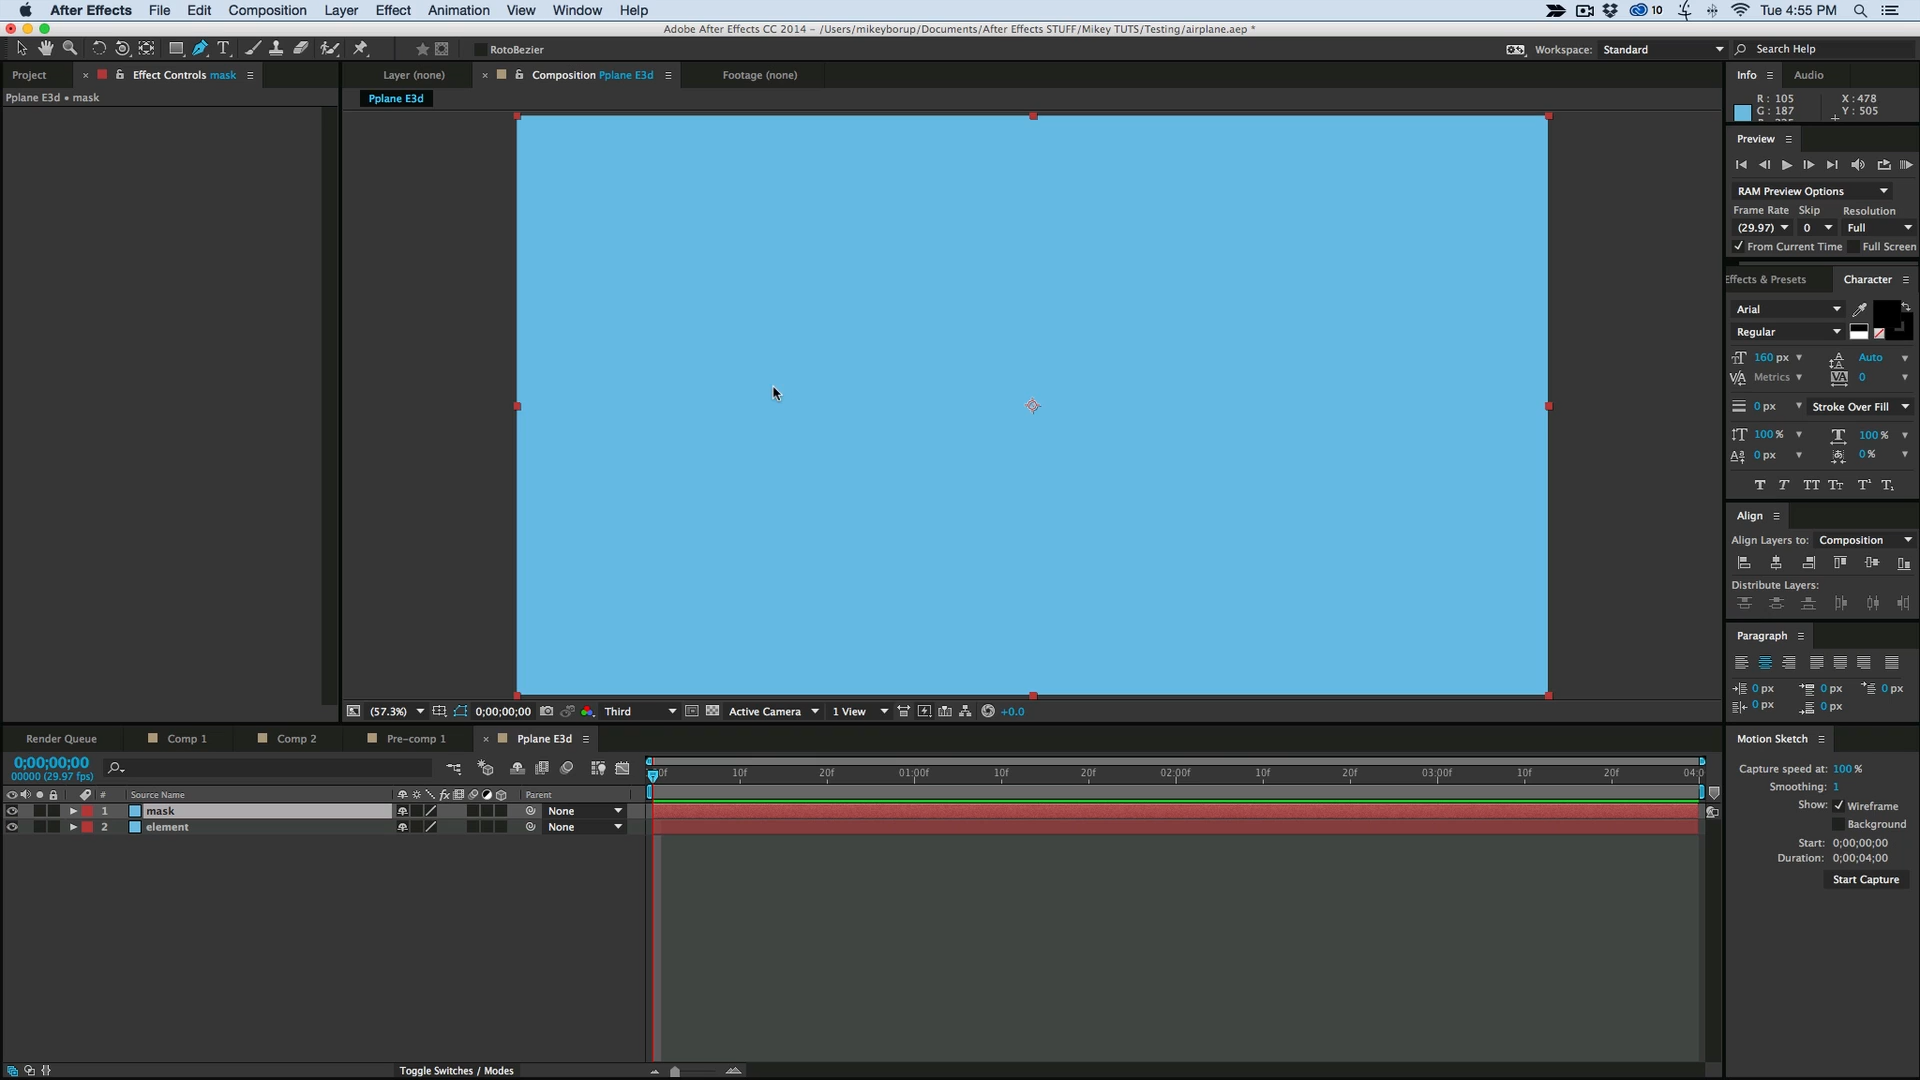 After Effects File Edit Composition Layer Effect Animation View Window Help 10 Tue 4:55 PM
Adobe After Effects CC 2014 – /Users/mikeyborup/Documents/After Effects STUFF/Mikey TUTS/Testing/airplane.aep *
RotoBezier Workspace: Standard Search Help
Project Effect Controls mask Layer (none) Composition Pplane E3d Footage (none) Info Audio
Pplane E3d • mask
Pplane E3d
R: 105 X: 478
G: 187 Y: 505
Preview
RAM Preview Options
Frame Rate Skip Resolution
(29.97) 0 Full
From Current Time Full Screen
Effects & Presets Character
Arial
Regular
160 px Auto
Metrics 0
0 px Stroke Over Fill
100 % 100 %
0 px 0 %
T T TT Tt T¹ T₁
Align
Align Layers to: Composition
Distribute Layers:
Paragraph
0 px 0 px 0 px
0 px 0 px
(57.3%) 0;00;00;00 Third Active Camera 1 View +0.0
Render Queue Comp 1 Comp 2 Pre-comp 1 Pplane E3d
0;00;00;00
00000 (29.97 fps)
0f 10f 20f 01:00f 10f 20f 02:00f 10f 20f 03:00f 10f 20f 04:0
# Source Name fx Parent
1 mask None
2 element None
Toggle Switches / Modes
Motion Sketch
Capture speed at: 100 %
Smoothing: 1
Show: Wireframe
Background
Start: 0;00;00;00
Duration: 0;00;04;00
Start Capture